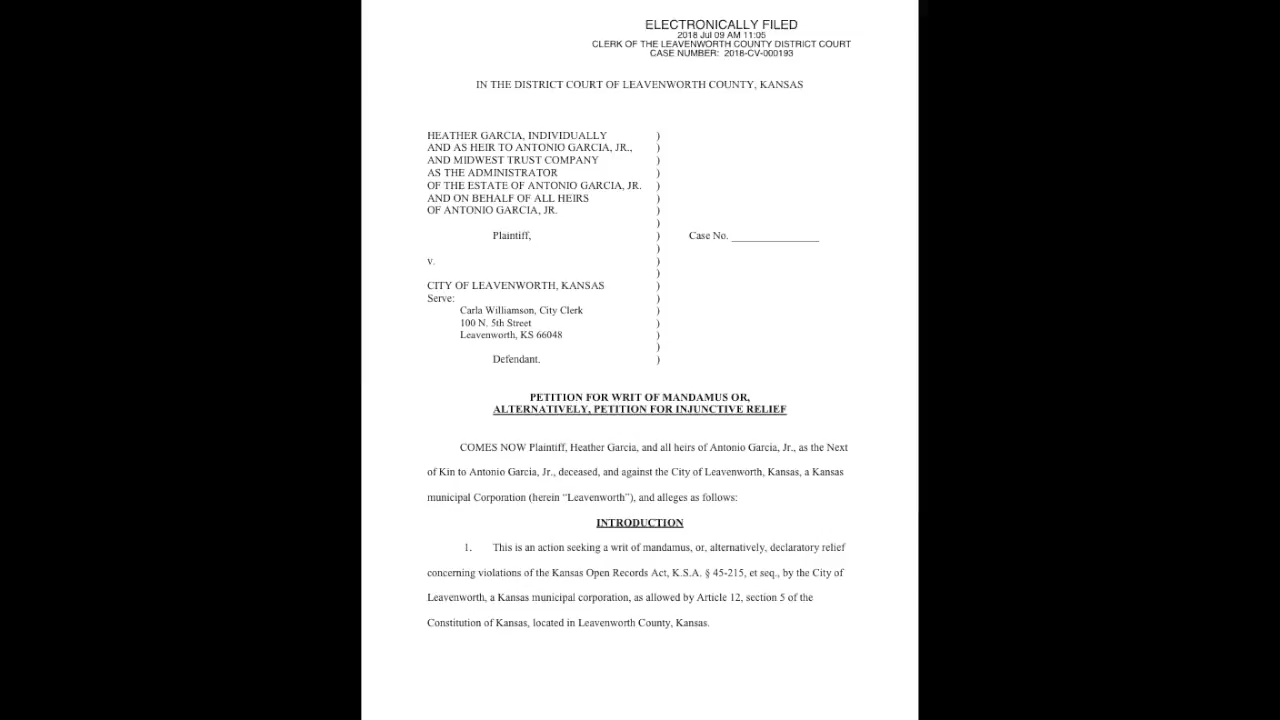 ELECTRONICALLY FILED
2018 Jul 09 AM 11:05
CLERK OF THE LEAVENWORTH COUNTY DISTRICT COURT
CASE NUMBER: 2018-CV-000193
IN THE DISTRICT COURT OF LEAVENWORTH COUNTY, KANSAS
HEATHER GARCIA, INDIVIDUALLY )
AND AS HEIR TO ANTONIO GARCIA, JR., )
AND MIDWEST TRUST COMPANY )
AS THE ADMINISTRATOR )
OF THE ESTATE OF ANTONIO GARCIA, JR. )
AND ON BEHALF OF ALL HEIRS )
OF ANTONIO GARCIA, JR. )
)
Plaintiff, ) Case No. ________________
)
v. )
)
CITY OF LEAVENWORTH, KANSAS )
Serve: )
Carla Williamson, City Clerk )
100 N. 5th Street )
Leavenworth, KS 66048 )
)
Defendant. )
PETITION FOR WRIT OF MANDAMUS OR,
ALTERNATIVELY, PETITION FOR INJUNCTIVE RELIEF
COMES NOW Plaintiff, Heather Garcia, and all heirs of Antonio Garcia, Jr., as the Next
of Kin to Antonio Garcia, Jr., deceased, and against the City of Leavenworth, Kansas, a Kansas
municipal Corporation (herein “Leavenworth”), and alleges as follows:
INTRODUCTION
1. This is an action seeking a writ of mandamus, or, alternatively, declaratory relief
concerning violations of the Kansas Open Records Act, K.S.A. § 45-215, et seq., by the City of
Leavenworth, a Kansas municipal corporation, as allowed by Article 12, section 5 of the
Constitution of Kansas, located in Leavenworth County, Kansas.